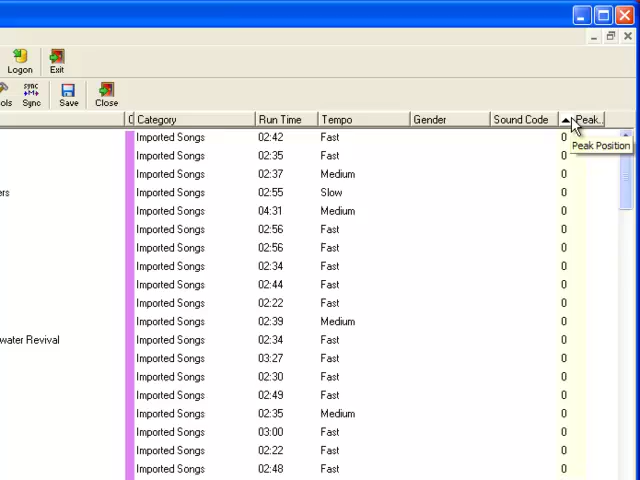 Logon Exit
ols Sync Save Close
C Category Run Time Tempo Gender Sound Code Peak..
Imported Songs 02:42 Fast 0
Peak Position
Imported Songs 02:35 Fast 0
Imported Songs 02:37 Medium 0
ers Imported Songs 02:55 Slow 0
Imported Songs 04:31 Medium 0
Imported Songs 02:56 Fast 0
Imported Songs 02:56 Fast 0
Imported Songs 02:34 Fast 0
Imported Songs 02:44 Fast 0
Imported Songs 02:22 Fast 0
Imported Songs 02:39 Medium 0
water Revival Imported Songs 02:34 Fast 0
Imported Songs 03:27 Fast 0
Imported Songs 02:30 Fast 0
Imported Songs 02:49 Fast 0
Imported Songs 02:35 Medium 0
Imported Songs 03:00 Fast 0
Imported Songs 02:22 Fast 0
Imported Songs 02:48 Fast 0